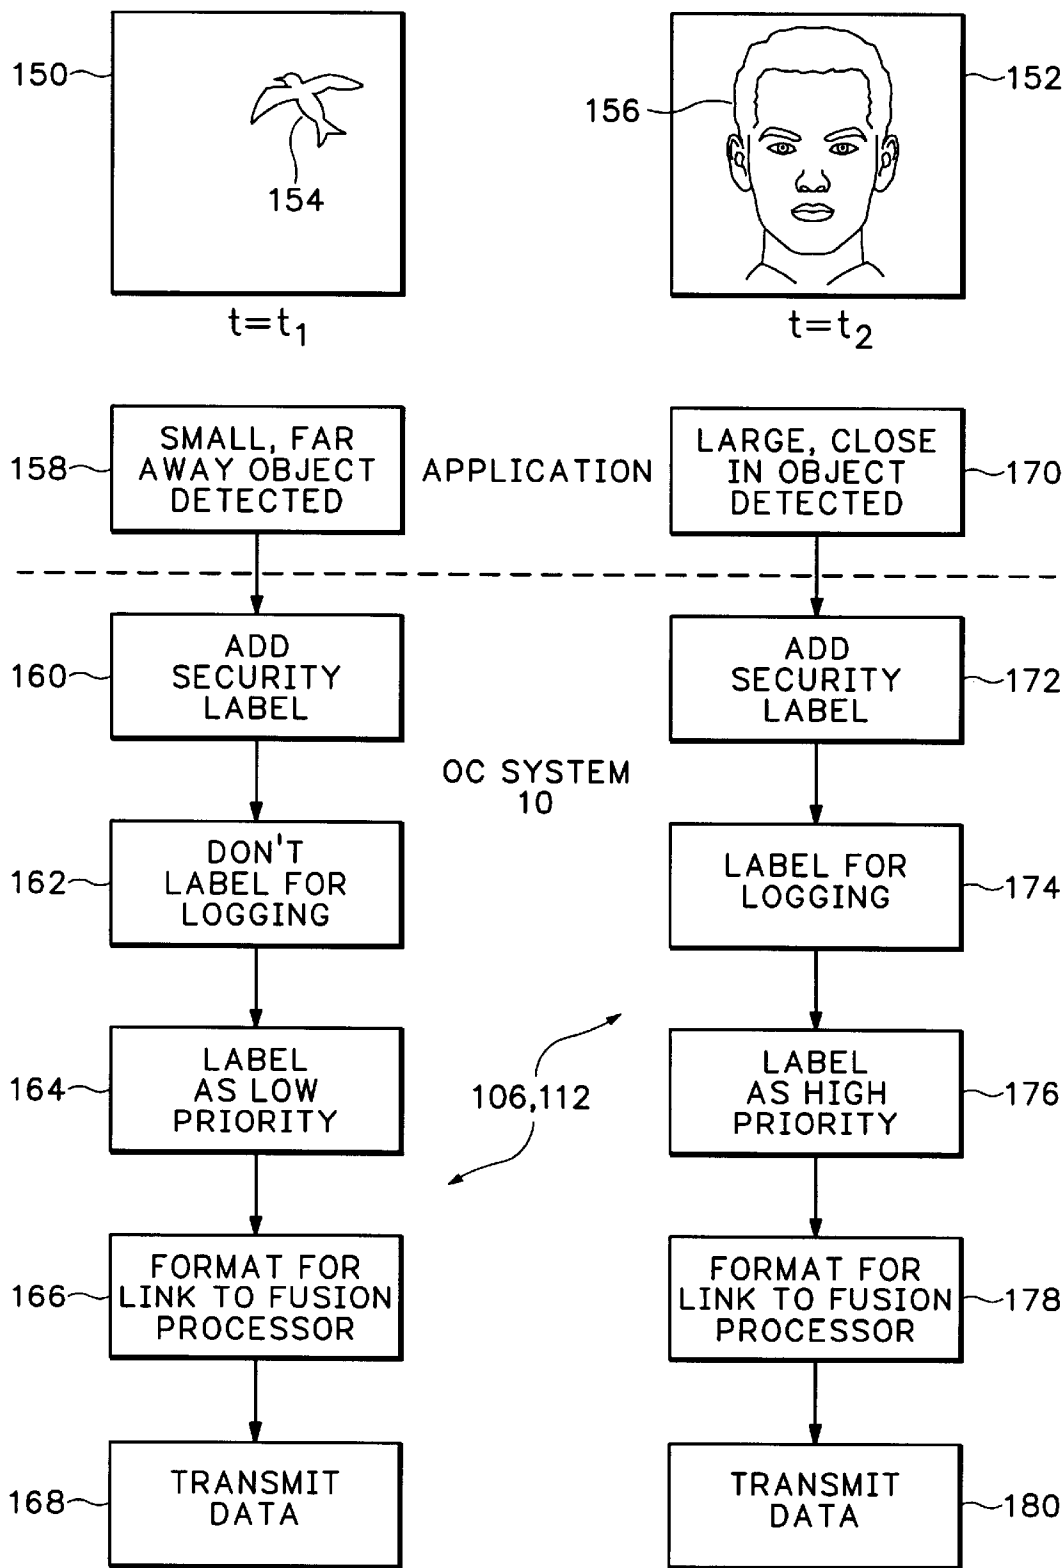 150
154
t=t1
156
152
t=t2
158
SMALL, FAR
AWAY OBJECT
DETECTED
APPLICATION
LARGE, CLOSE
IN OBJECT
DETECTED
170
160
ADD
SECURITY
LABEL
ADD
SECURITY
LABEL
172
OC SYSTEM
10
162
DON'T
LABEL FOR
LOGGING
LABEL FOR
LOGGING
174
164
LABEL
AS LOW
PRIORITY
106,112
LABEL
AS HIGH
PRIORITY
176
166
FORMAT FOR
LINK TO FUSION
PROCESSOR
FORMAT FOR
LINK TO FUSION
PROCESSOR
178
168
TRANSMIT
DATA
TRANSMIT
DATA
180